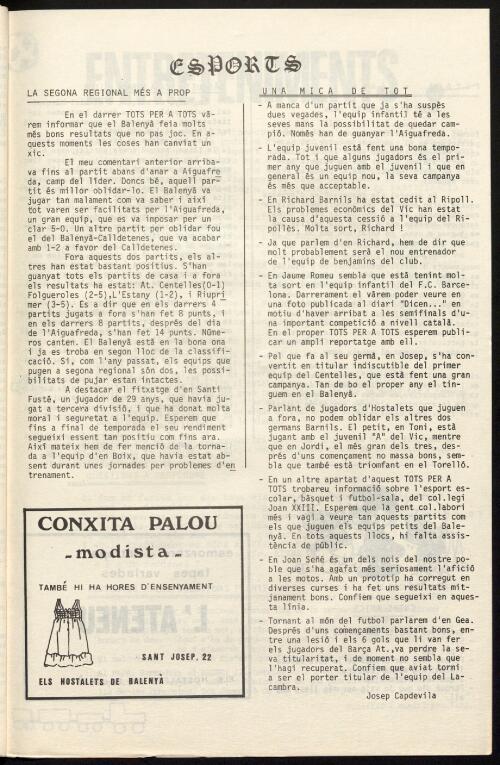 ESPORTS
LA SEGONA REGIONAL MÉS A PROP
En el darrer TOTS PER A TOTS và-
rem informar que el Balenyà feia molts
més bons resultats que no pas joc. En a-
quests moments les coses han canviat un
xic.
El meu comentari anterior arriba-
va fins al partit abans d'anar a Aiguafre
da, camp del líder. Doncs bé, aquell par-
tit és millor oblidar-lo. El Balenyà va
jugar tan malament com va saber i així
tot varen ser facilitats per l'Aiguafreda,
un gran equip, que es va imposar per un
clar 5-0. Un altre partit per oblidar fou
el del Balenyà-Calldetenes, que va acabar
amb 1-2 a favor del Calldetenes.
Fora aquests dos partits, els al-
tres han estat bastant positius. S'han
guanyat tots els partits de casa i a fora
els resultats ha estat: At. Centelles(0-1)
Folgueroles (2-5),L'Estany (1-2), i Riupri
mer (3-5). Es a dir que en els darrers 4
partits jugats a fora s'han fet 8 punts, i
en els darrers 8 partits, després del dia
de l'Aiguafreda, s'han fet 14 punts. Núme-
ros canten. El Balenyà està en la bona ona
i ja es troba en segon lloc de la classifi-
cació. Si, com l'any passat, els equips que
pugen a segona regional són dos, les possi-
bilitats de pujar estan intactes.
A destacar el fitxatge d'en Santi
Fusté, un jugador de 29 anys, que havia ju-
gat a tercera divisió, i que ha donat molta
moral i seguretat a l'equip. Esperem que
fins a final de temporada el seu rendiment
segueixi essent tan positiu com fins ara.
Així mateix hem de fer menció de la torna-
da a l'equip d'en Boix, que havia estat ab-
sent durant unes jornades per problemes d'en
trenament.
CONXITA PALOU
-modista-
TAMBÉ HI HA HORES D'ENSENYAMENT
SANT JOSEP, 22
ELS HOSTALETS DE BALENYÀ
UNA MICA DE TOT
- A manca d'un partit que ja s'ha suspès
dues vegades, l'equip infantil té a les
seves mans la possibilitat de quedar cam-
pió. Només han de guanyar l'Aiguafreda.
- L'equip juvenil està fent una bona tempo-
rada. Tot i que alguns jugadors és el pri-
mer any que juguen amb el juvenil i que en
general és un equip nou, la seva campanya
és més que acceptable.
- En Richard Barnils ha estat cedit al Ripoll.
Els problemes econòmics del Vic han estat
la causa d'aquesta cessió a l'equip del Ri-
pollès. Molta sort, Richard !
- Ja que parlem d'en Richard, hem de dir que
molt probablement serà el nou entrenador
de l'equip de benjamins del club.
- En Jaume Romeu sembla que està tenint mol-
ta sort en l'equip infantil del F.C. Barce-
lona. Darrerament el vàrem poder veure en
una foto publicada al diari "Dicen..." en
motiu d'haver arribat a les semifinals d'u-
na important competició a nivell català.
En el proper TOTS PER A TOTS esperem publi-
car un ampli reportatge amb ell.
- Pel que fa al seu germà, en Josep, s'ha con-
vertit en titular indiscutible del primer
equip del Centelles, que està fent una gran
campanya. Tan de bo el proper any el tin-
guem en el Balenyà.
- Parlant de jugadors d'Hostalets que juguen
a fora, no podem oblidar els altres dos
germans Barnils. El petit, en Toni, està
jugant amb el juvenil "A" del Vic, mentre
que en Jordi, el més gran dels tres, des-
prés d'uns començament no massa bons, sem-
bla que també està triomfant en el Torelló.
- En un altre apartat d'aquest TOTS PER A
TOTS trobareu informació sobre l'esport es-
colar, bàsquet i futbol-sala, del col.legi
Joan XXIII. Esperem que la gent col.labori
més i vagi a veure tan aquests partits com
els que juguen els equips petits del Bale-
nyà. En tots aquests llocs, hi falta assis-
tència de públic.
- En Joan Señé és un dels nois del nostre po-
ble que s'ha agafat més seriosament l'afició
a les motos. Amb un prototip ha corregut en
diverses curses i ha fet uns resultats mit-
janament bons. Confiem que segueixi en aques-
ta línia.
- Tornant al món del futbol parlarem d'en Gea.
Després d'uns començaments bastant bons, en-
tre una lesió i els 6 gols que li van fer
els jugadors del Barça At.,va perdre la se-
va titularitat, i de moment no sembla que
l'hagi recuperat. Confiem que aviat torni
a ser el porter titular de l'equip del La-
cambra.
Josep Capdevila